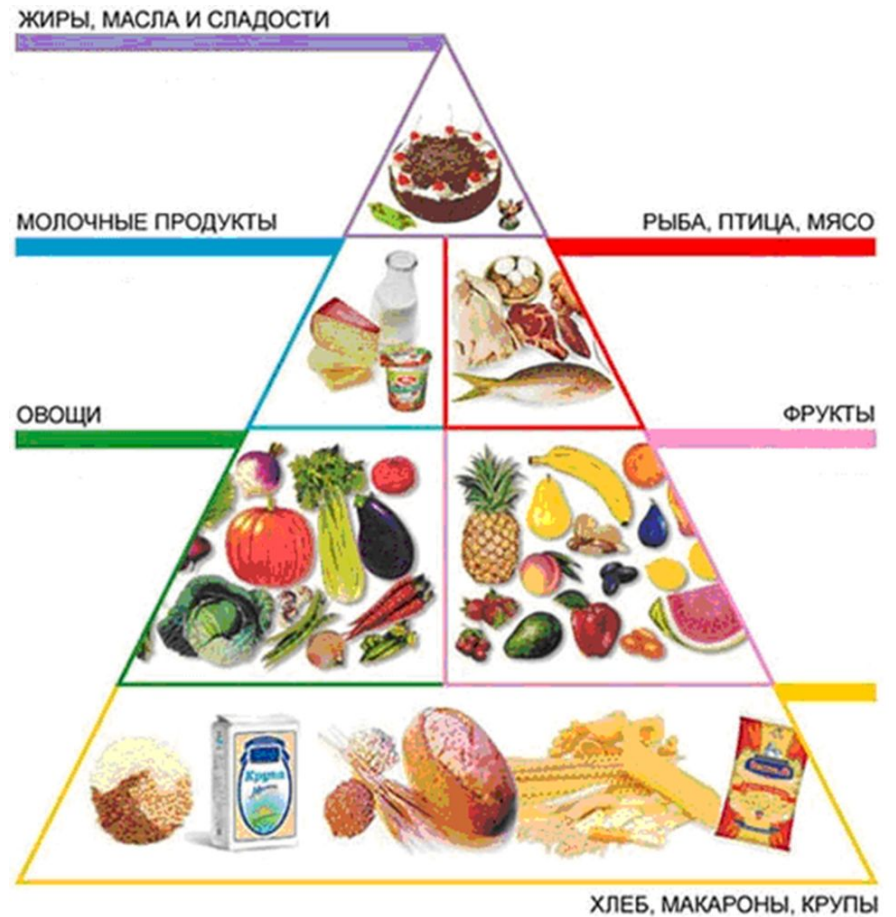 ЖИРЫ, МАСЛА И СЛАДОСТИ
МОЛОЧНЫЕ ПРОДУКТЫ
РЫБА, ПТИЦА, МЯСО
ОВОЩИ
ФРУКТЫ
Крупа
ХЛЕБ, МАКАРОНЫ, КРУПЫ